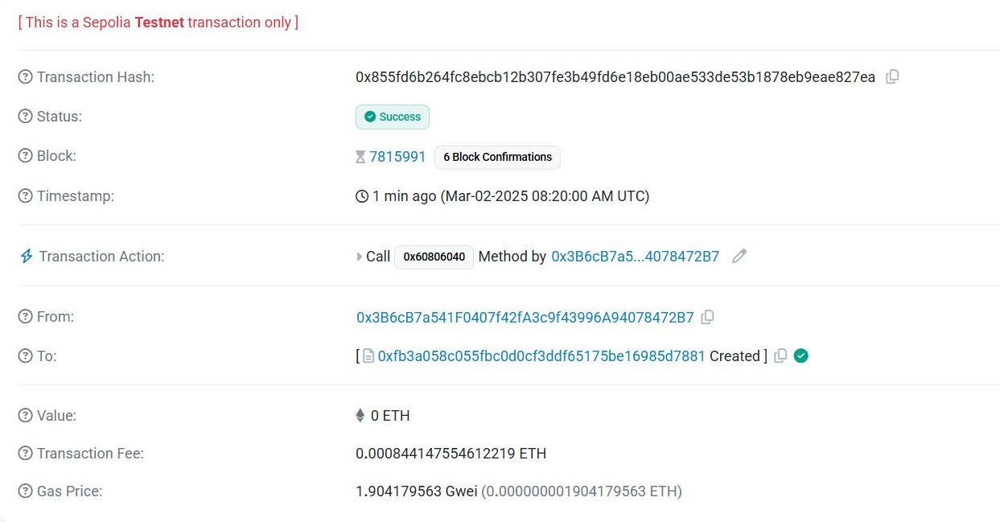 [ This is a Sepolia Testnet transaction only ]
Transaction Hash: 0x855fd6b264fc8ebcb12b307fe3b49fd6e18eb00ae533de53b1878eb9eae827ea
Status: Success
Block: 7815991 6 Block Confirmations
Timestamp: 1 min ago (Mar-02-2025 08:20:00 AM UTC)
Transaction Action: Call 0x60806040 Method by 0x3B6cB7a5...4078472B7
From: 0x3B6cB7a541F0407f42fA3c9f43996A94078472B7
To: [ 0xfb3a058c055fbc0d0cf3ddf65175be16985d7881 Created ]
Value: 0 ETH
Transaction Fee: 0.000844147554612219 ETH
Gas Price: 1.904179563 Gwei (0.000000001904179563 ETH)